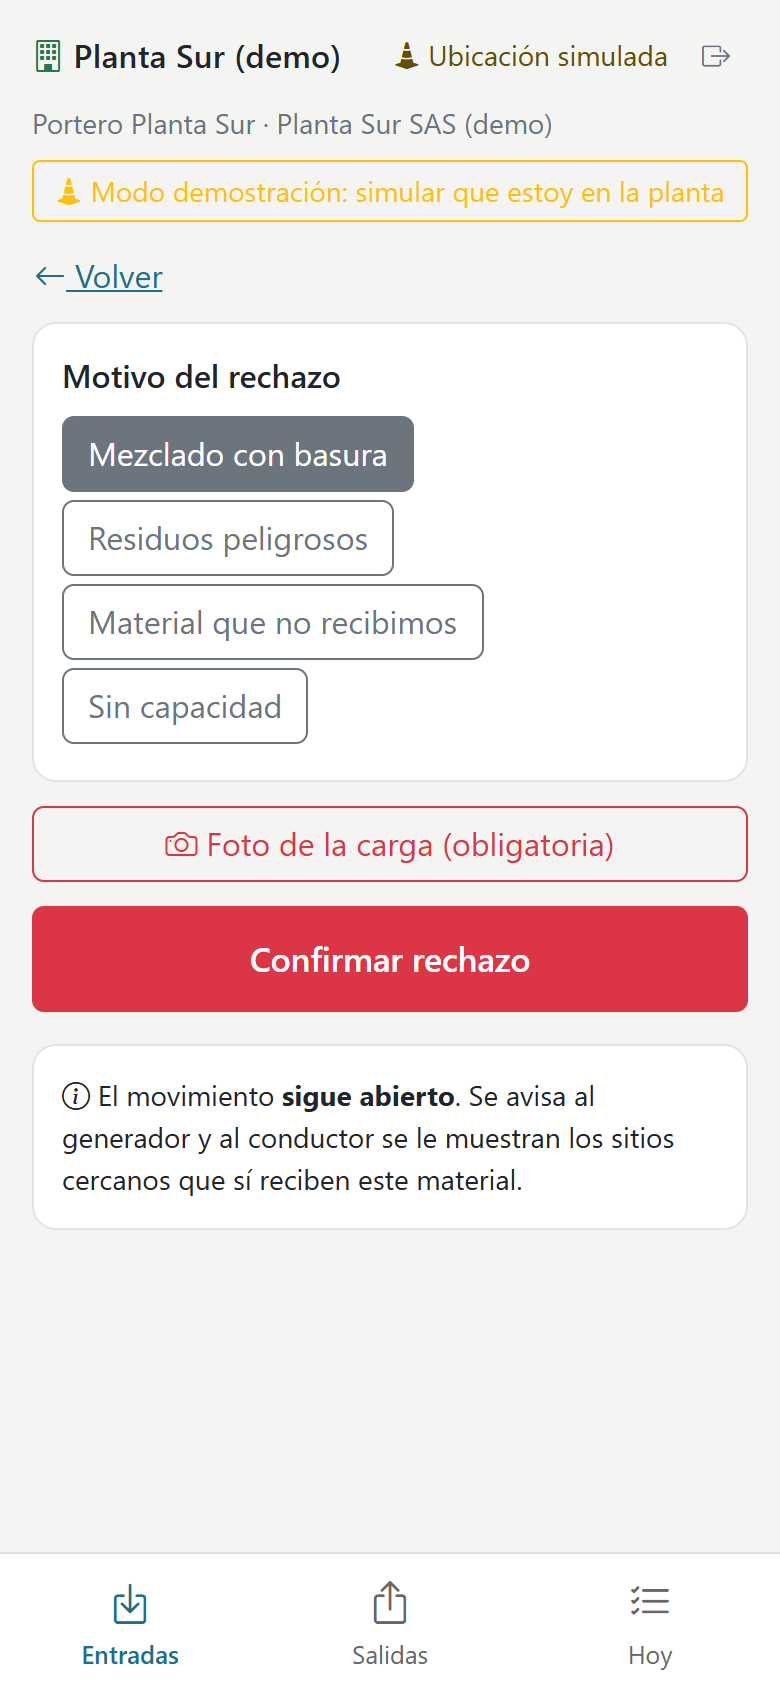 Planta Sur (demo)
Ubicación simulada
Portero Planta Sur · Planta Sur SAS (demo)
Modo demostración: simular que estoy en la planta
Volver
Motivo del rechazo
Mezclado con basura
Residuos peligrosos
Material que no recibimos
Sin capacidad
Foto de la carga (obligatoria)
Confirmar rechazo
El movimiento sigue abierto. Se avisa al
generador y al conductor se le muestran los sitios
cercanos que sí reciben este material.
Entradas
Salidas
Hoy